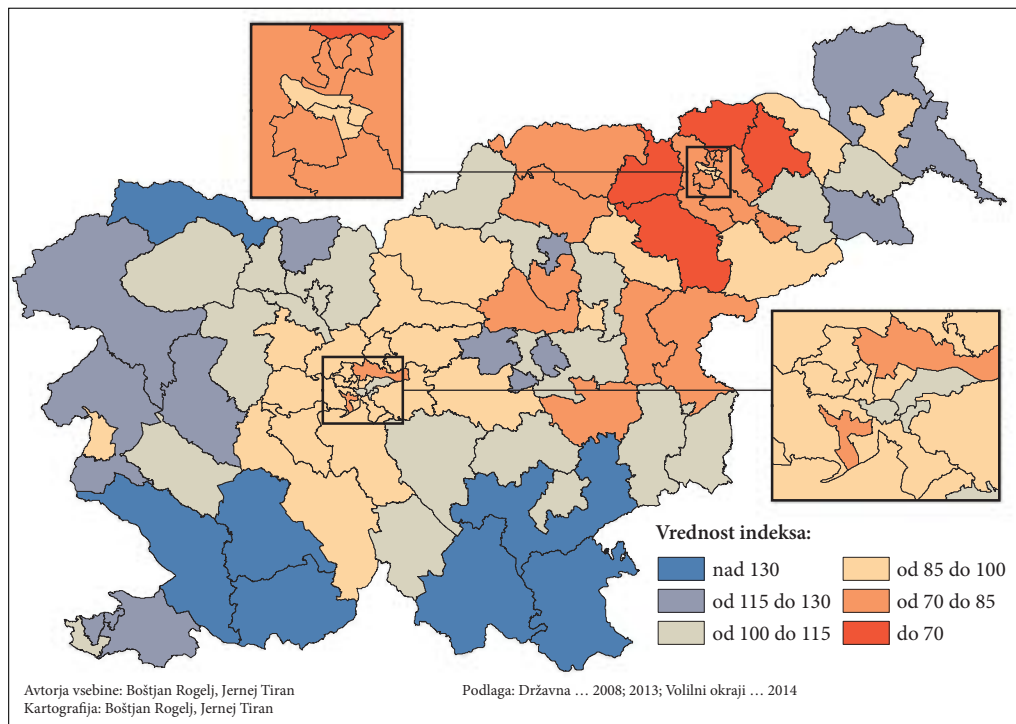 Vrednost indeksa:
nad 130
od 115 do 130
od 100 do 115
od 85 do 100
od 70 do 85
do 70
Avtorja vsebine: Boštjan Rogelj, Jernej Tiran
Kartografija: Boštjan Rogelj, Jernej Tiran
Podlaga: Državna … 2008; 2013; Volilni okraji … 2014